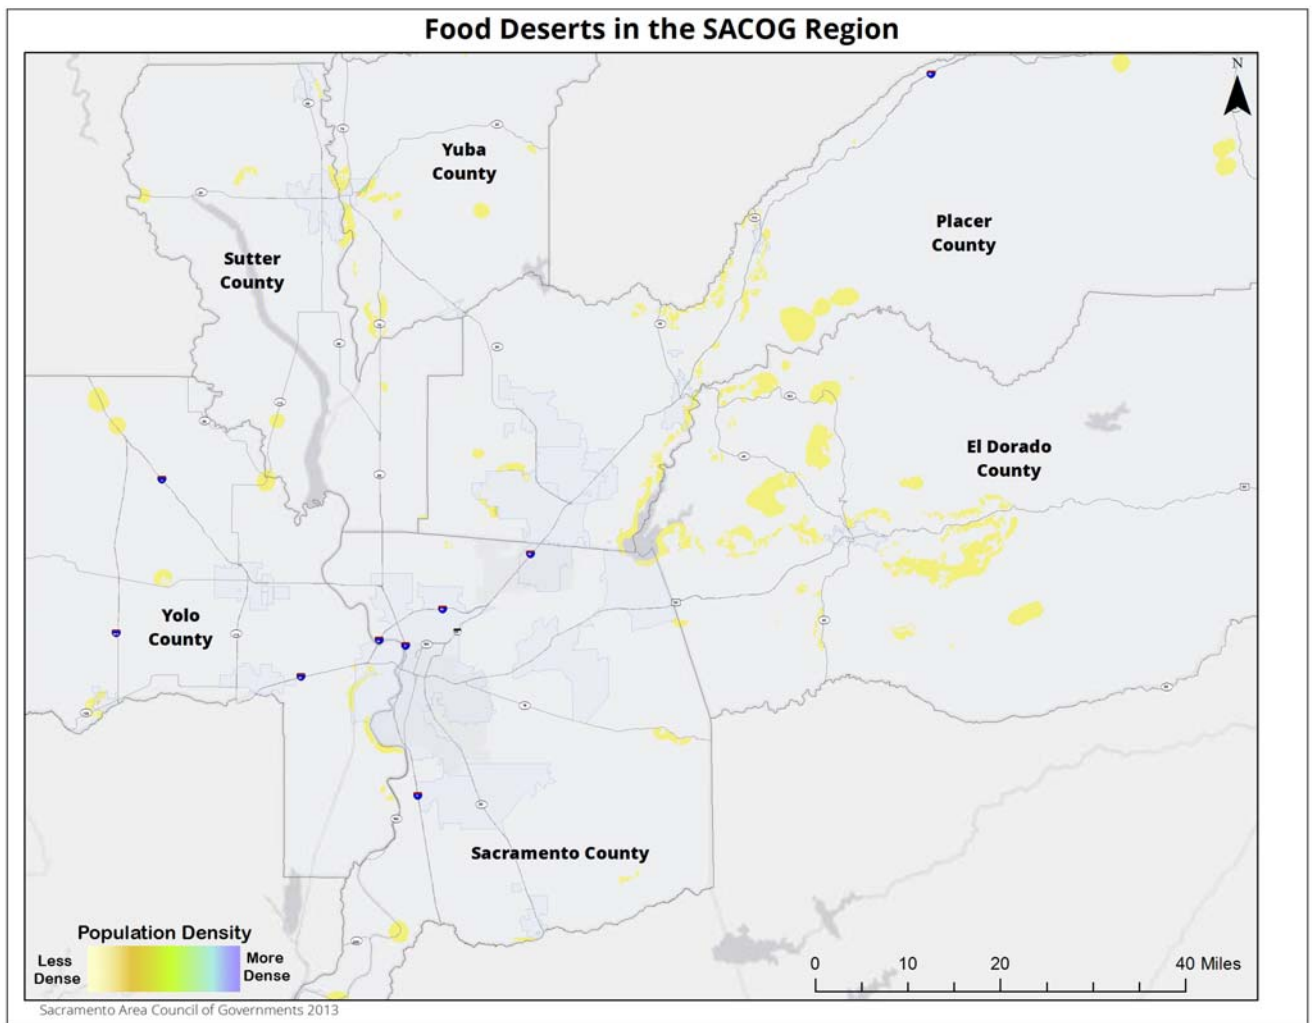 Food Deserts in the SACOG Region
N
Yuba
County
Placer
County
Sutter
County
El Dorado
County
Yolo
County
Sacramento County
Population Density
Less
Dense
More
Dense
0 10 20 40 Miles
Sacramento Area Council of Governments 2013